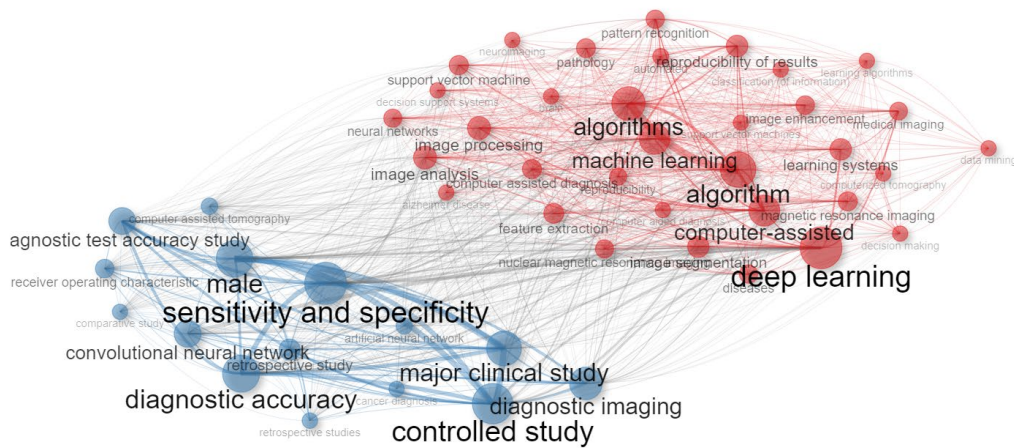 pattern recognition
neuroimaging
pathology
automated
reproducibility of results
support vector machine
classification (of information)
learning algorithms
decision support systems
neural networks
algorithms
image enhancement
medical imaging
support vector machines
image processing
machine learning
learning systems
data mining
image analysis
computer assisted diagnosis
reproducibility
computerized tomography
alzheimer disease
algorithm
computer assisted tomography
feature extraction
computer aided diagnosis
magnetic resonance imaging
computer-assisted
agnostic test accuracy study
decision making
nuclear magnetic resonance imaging
image segmentation
deep learning
receiver operating characteristic
male
diseases
sensitivity and specificity
comparative study
artificial neural network
convolutional neural network
retrospective study
major clinical study
diagnostic accuracy
cancer diagnosis
diagnostic imaging
retrospective studies
controlled study